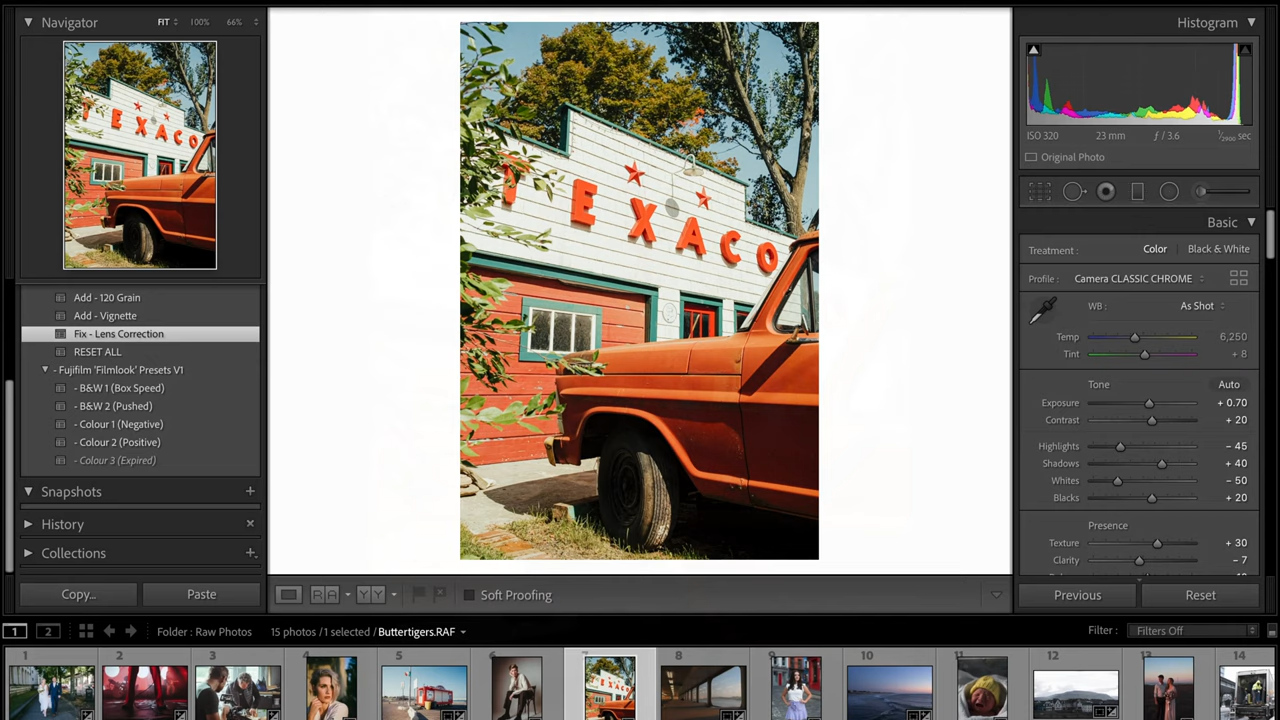 Navigator FIT 100% 66%
TEXACO
Add - 120 Grain
Add - Vignette
Fix - Lens Correction
RESET ALL
- Fujifilm 'Filmlook' Presets V1
- B&W 1 (Box Speed)
- B&W 2 (Pushed)
- Colour 1 (Negative)
- Colour 2 (Positive)
- Colour 3 (Expired)
Snapshots +
History ×
Collections +
Copy... Paste
TEXACO
RA YY Soft Proofing
Histogram
ISO 320 23 mm ƒ / 3.6 1/2900 sec
Original Photo
Basic
Treatment : Color Black & White
Profile : Camera CLASSIC CHROME
WB : As Shot
Temp 6,250
Tint + 8
Tone Auto
Exposure + 0.70
Contrast + 20
Highlights - 45
Shadows + 40
Whites - 50
Blacks + 20
Presence
Texture + 30
Clarity - 7
Previous Reset
1 2 Folder : Raw Photos 15 photos / 1 selected / Buttertigers.RAF Filter : Filters Off
1 2 3 4 5 6 7 8 9 10 11 12 13 14
TEXACO